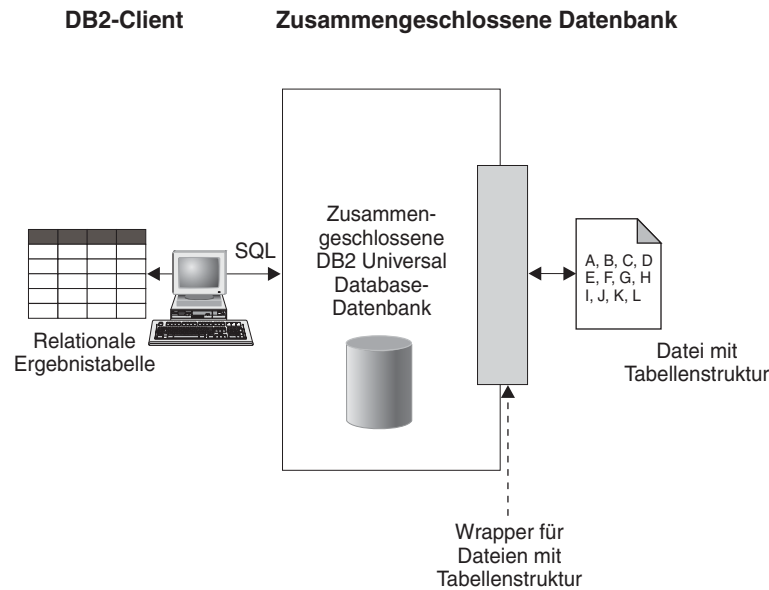 DB2-Client
Zusammengeschlossene Datenbank
SQL
Relationale
Ergebnistabelle
Zusammen-
geschlossene
DB2 Universal
Database-
Datenbank
A, B, C, D
E, F, G, H
I, J, K, L
Datei mit
Tabellenstruktur
Wrapper für
Dateien mit
Tabellenstruktur